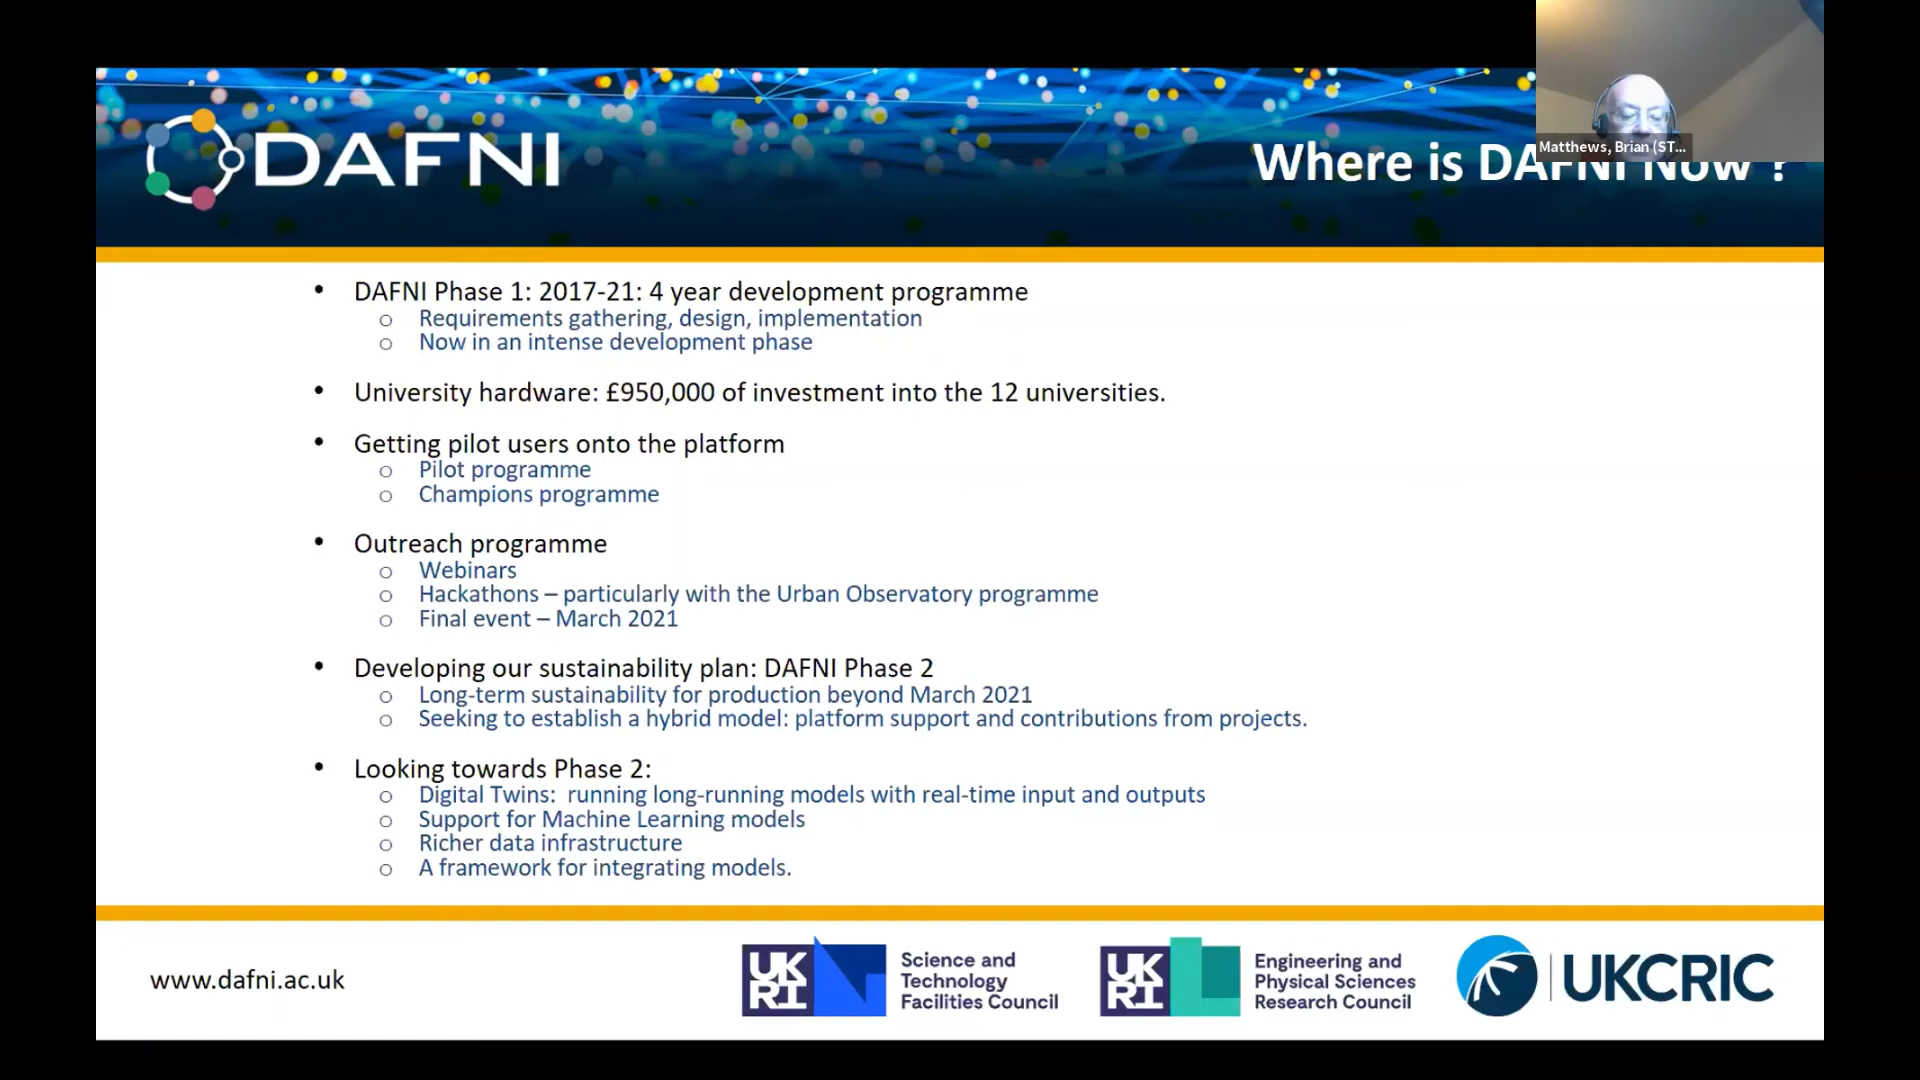 Matthews, Brian (ST...
DAFNI
Where is DAFNI Now ?
• DAFNI Phase 1: 2017-21: 4 year development programme
o Requirements gathering, design, implementation
o Now in an intense development phase
• University hardware: £950,000 of investment into the 12 universities.
• Getting pilot users onto the platform
o Pilot programme
o Champions programme
• Outreach programme
o Webinars
o Hackathons – particularly with the Urban Observatory programme
o Final event – March 2021
• Developing our sustainability plan: DAFNI Phase 2
o Long-term sustainability for production beyond March 2021
o Seeking to establish a hybrid model: platform support and contributions from projects.
• Looking towards Phase 2:
o Digital Twins: running long-running models with real-time input and outputs
o Support for Machine Learning models
o Richer data infrastructure
o A framework for integrating models.
www.dafni.ac.uk
UK
RI
Science and
Technology
Facilities Council
UK
RI
Engineering and
Physical Sciences
Research Council
UKCRIC